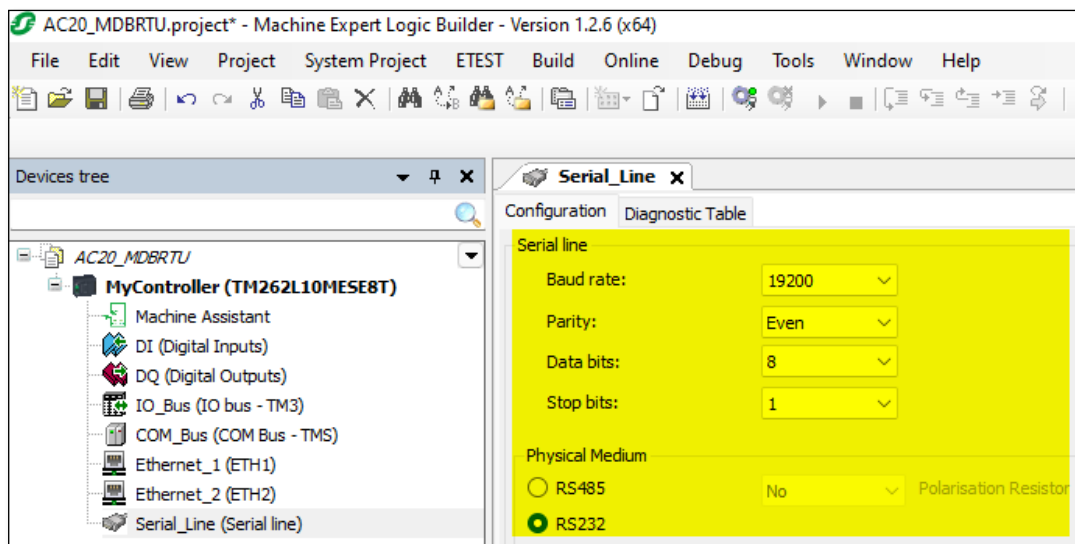 AC20_MDBRTU.project* - Machine Expert Logic Builder - Version 1.2.6 (x64)
File Edit View Project System Project ETEST Build Online Debug Tools Window Help
Devices tree
AC20_MDBRTU
MyController (TM262L10MESE8T)
Machine Assistant
DI (Digital Inputs)
DQ (Digital Outputs)
IO_Bus (IO bus - TM3)
COM_Bus (COM Bus - TMS)
Ethernet_1 (ETH1)
Ethernet_2 (ETH2)
Serial_Line (Serial line)
Serial_Line
Configuration Diagnostic Table
Serial line
Baud rate: 19200
Parity: Even
Data bits: 8
Stop bits: 1
Physical Medium
RS485 No Polarisation Resistor
RS232